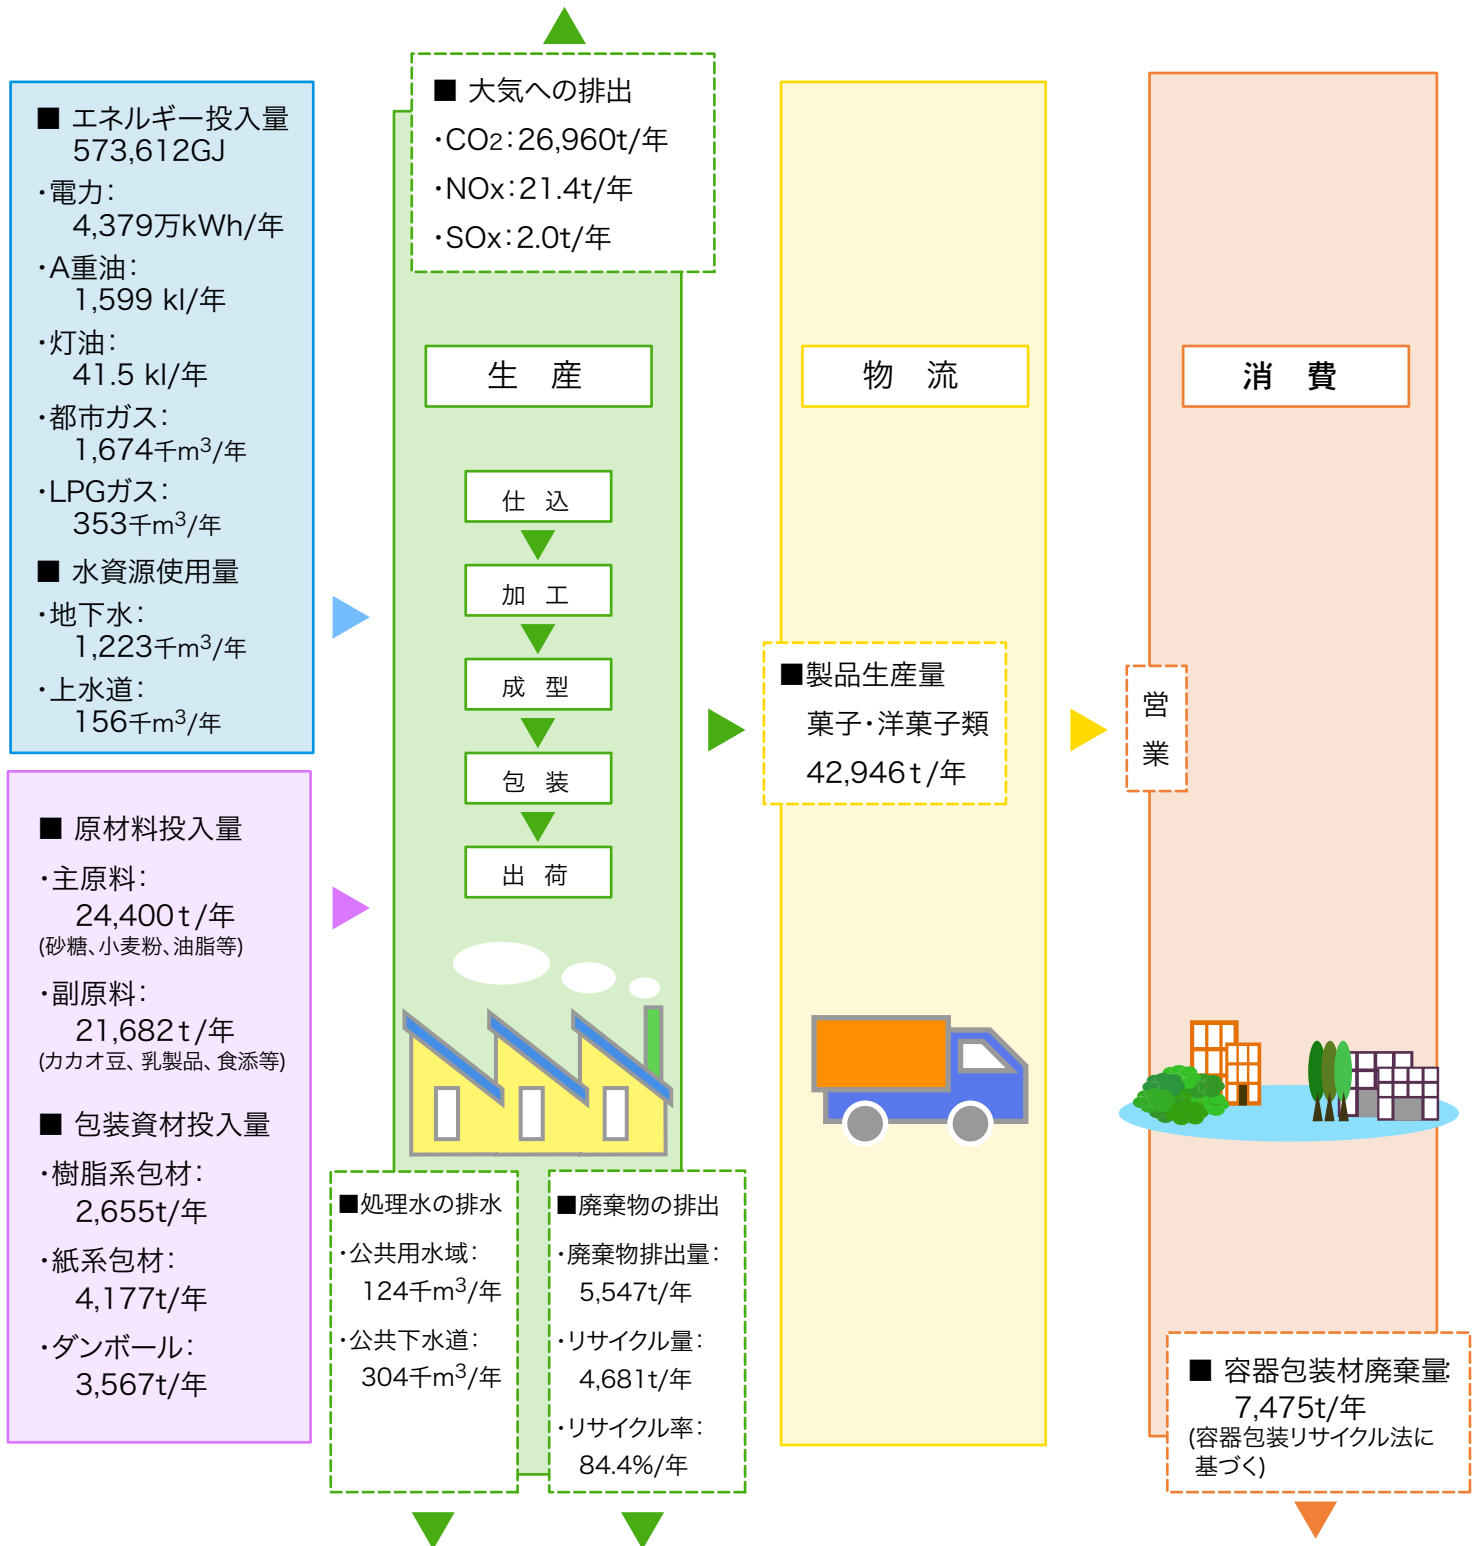 ■ エネルギー投入量
573,612GJ
・電力：
4,379万kWh/年
・A重油：
1,599 kl/年
・灯油：
41.5 kl/年
・都市ガス：
1,674千m³/年
・LPGガス：
353千m³/年
■ 水資源使用量
・地下水：
1,223千m³/年
・上水道：
156千m³/年
■ 原材料投入量
・主原料：
24,400ｔ/年
(砂糖、小麦粉、油脂等)
・副原料：
21,682ｔ/年
(カカオ豆、乳製品、食添等)
■ 包装資材投入量
・樹脂系包材：
2,655t/年
・紙系包材：
4,177t/年
・ダンボール：
3,567t/年
■ 大気への排出
・CO2：26,960t/年
・NOx：21.4t/年
・SOx：2.0t/年
生　産
仕　込
加　工
成　型
包　装
出　荷
■処理水の排水
・公共用水域：
124千m³/年
・公共下水道：
304千m³/年
■廃棄物の排出
・廃棄物排出量：
5,547t/年
・リサイクル量：
4,681t/年
・リサイクル率：
84.4%/年
物　流
■製品生産量
菓子・洋菓子類
42,946ｔ/年
消　費
営
業
■ 容器包装材廃棄量：
7,475t/年
(容器包装リサイクル法に
基づく)